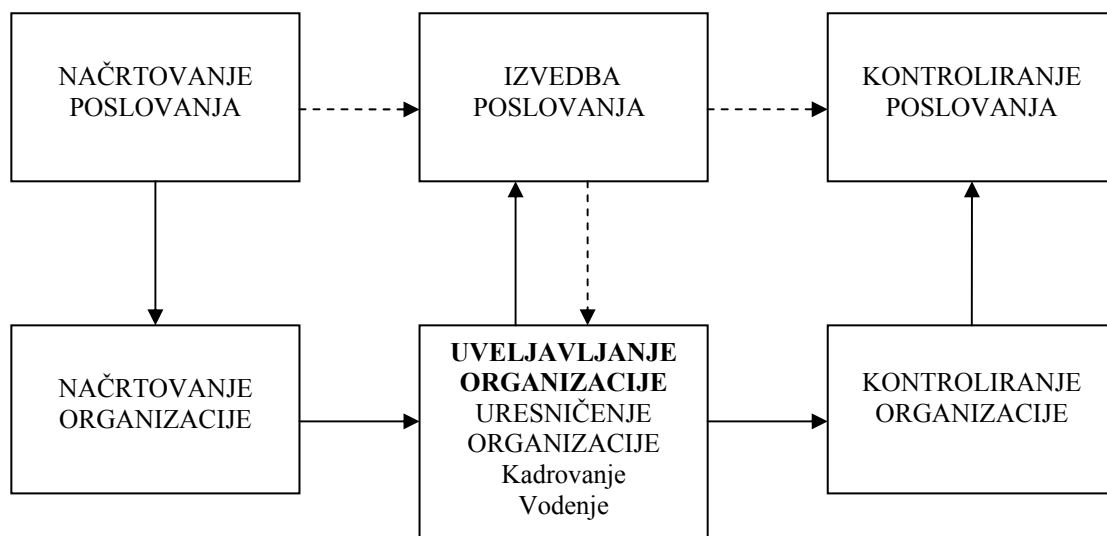 NAČRTOVANJE
POSLOVANJA
IZVEDBA
POSLOVANJA
KONTROLIRANJE
POSLOVANJA
NAČRTOVANJE
ORGANIZACIJE
UVELJAVLJANJE
ORGANIZACIJE
URESNIČENJE
ORGANIZACIJE
Kadrovanje
Vodenje
KONTROLIRANJE
ORGANIZACIJE